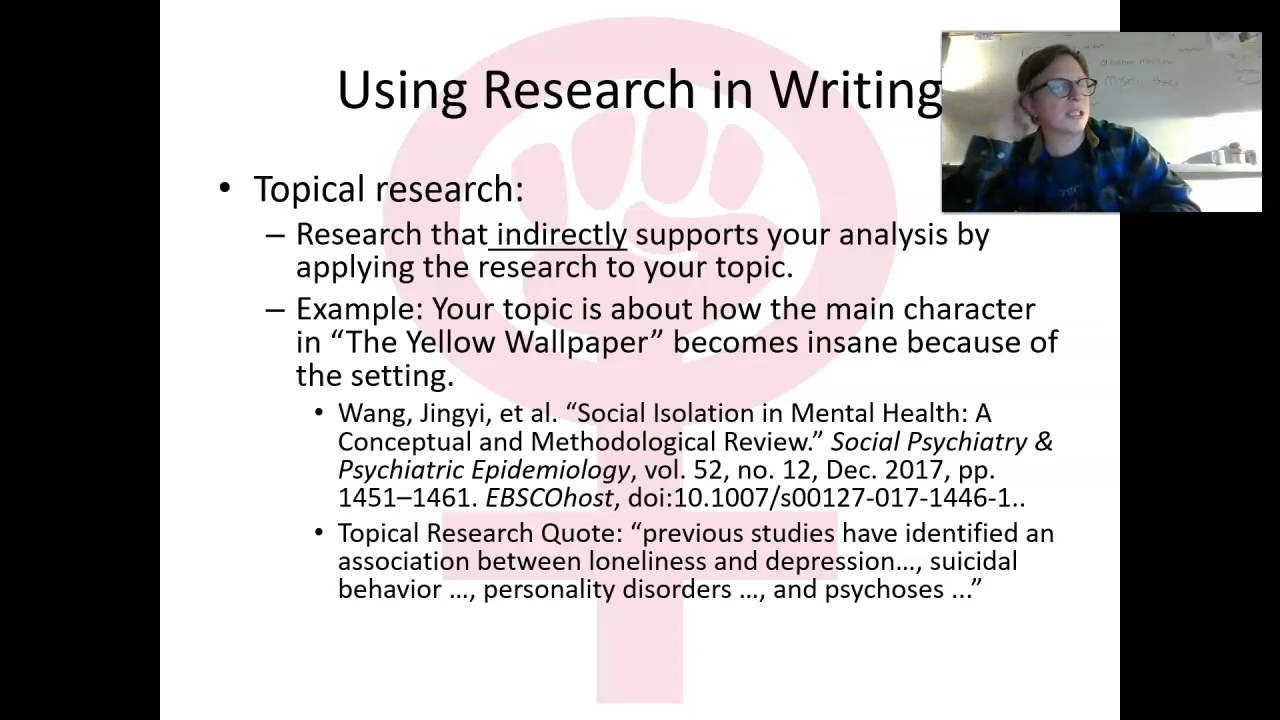 Using Research in Writing
• Topical research:
– Research that indirectly supports your analysis by
applying the research to your topic.
– Example: Your topic is about how the main character
in “The Yellow Wallpaper” becomes insane because of
the setting.
• Wang, Jingyi, et al. “Social Isolation in Mental Health: A
Conceptual and Methodological Review.” Social Psychiatry &
Psychiatric Epidemiology, vol. 52, no. 12, Dec. 2017, pp.
1451–1461. EBSCOhost, doi:10.1007/s00127-017-1446-1..
• Topical Research Quote: “previous studies have identified an
association between loneliness and depression…, suicidal
behavior …, personality disorders …, and psychoses ...”